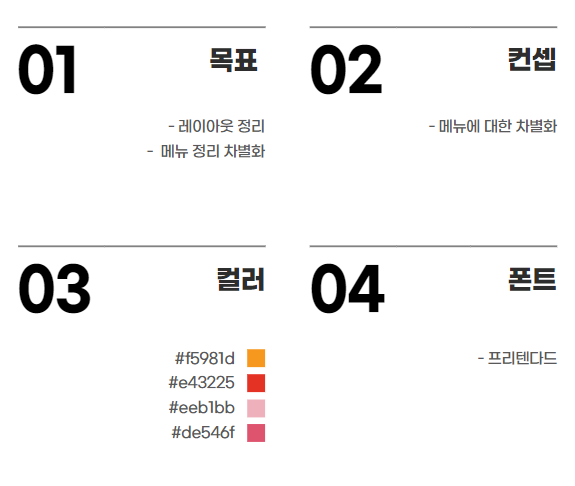 01 목표
- 레이아웃 정리
- 메뉴 정리 차별화
02 컨셉
- 메뉴에 대한 차별화
03 컬러
#f5981d
#e43225
#eeb1bb
#de546f
04 폰트
- 프리텐다드